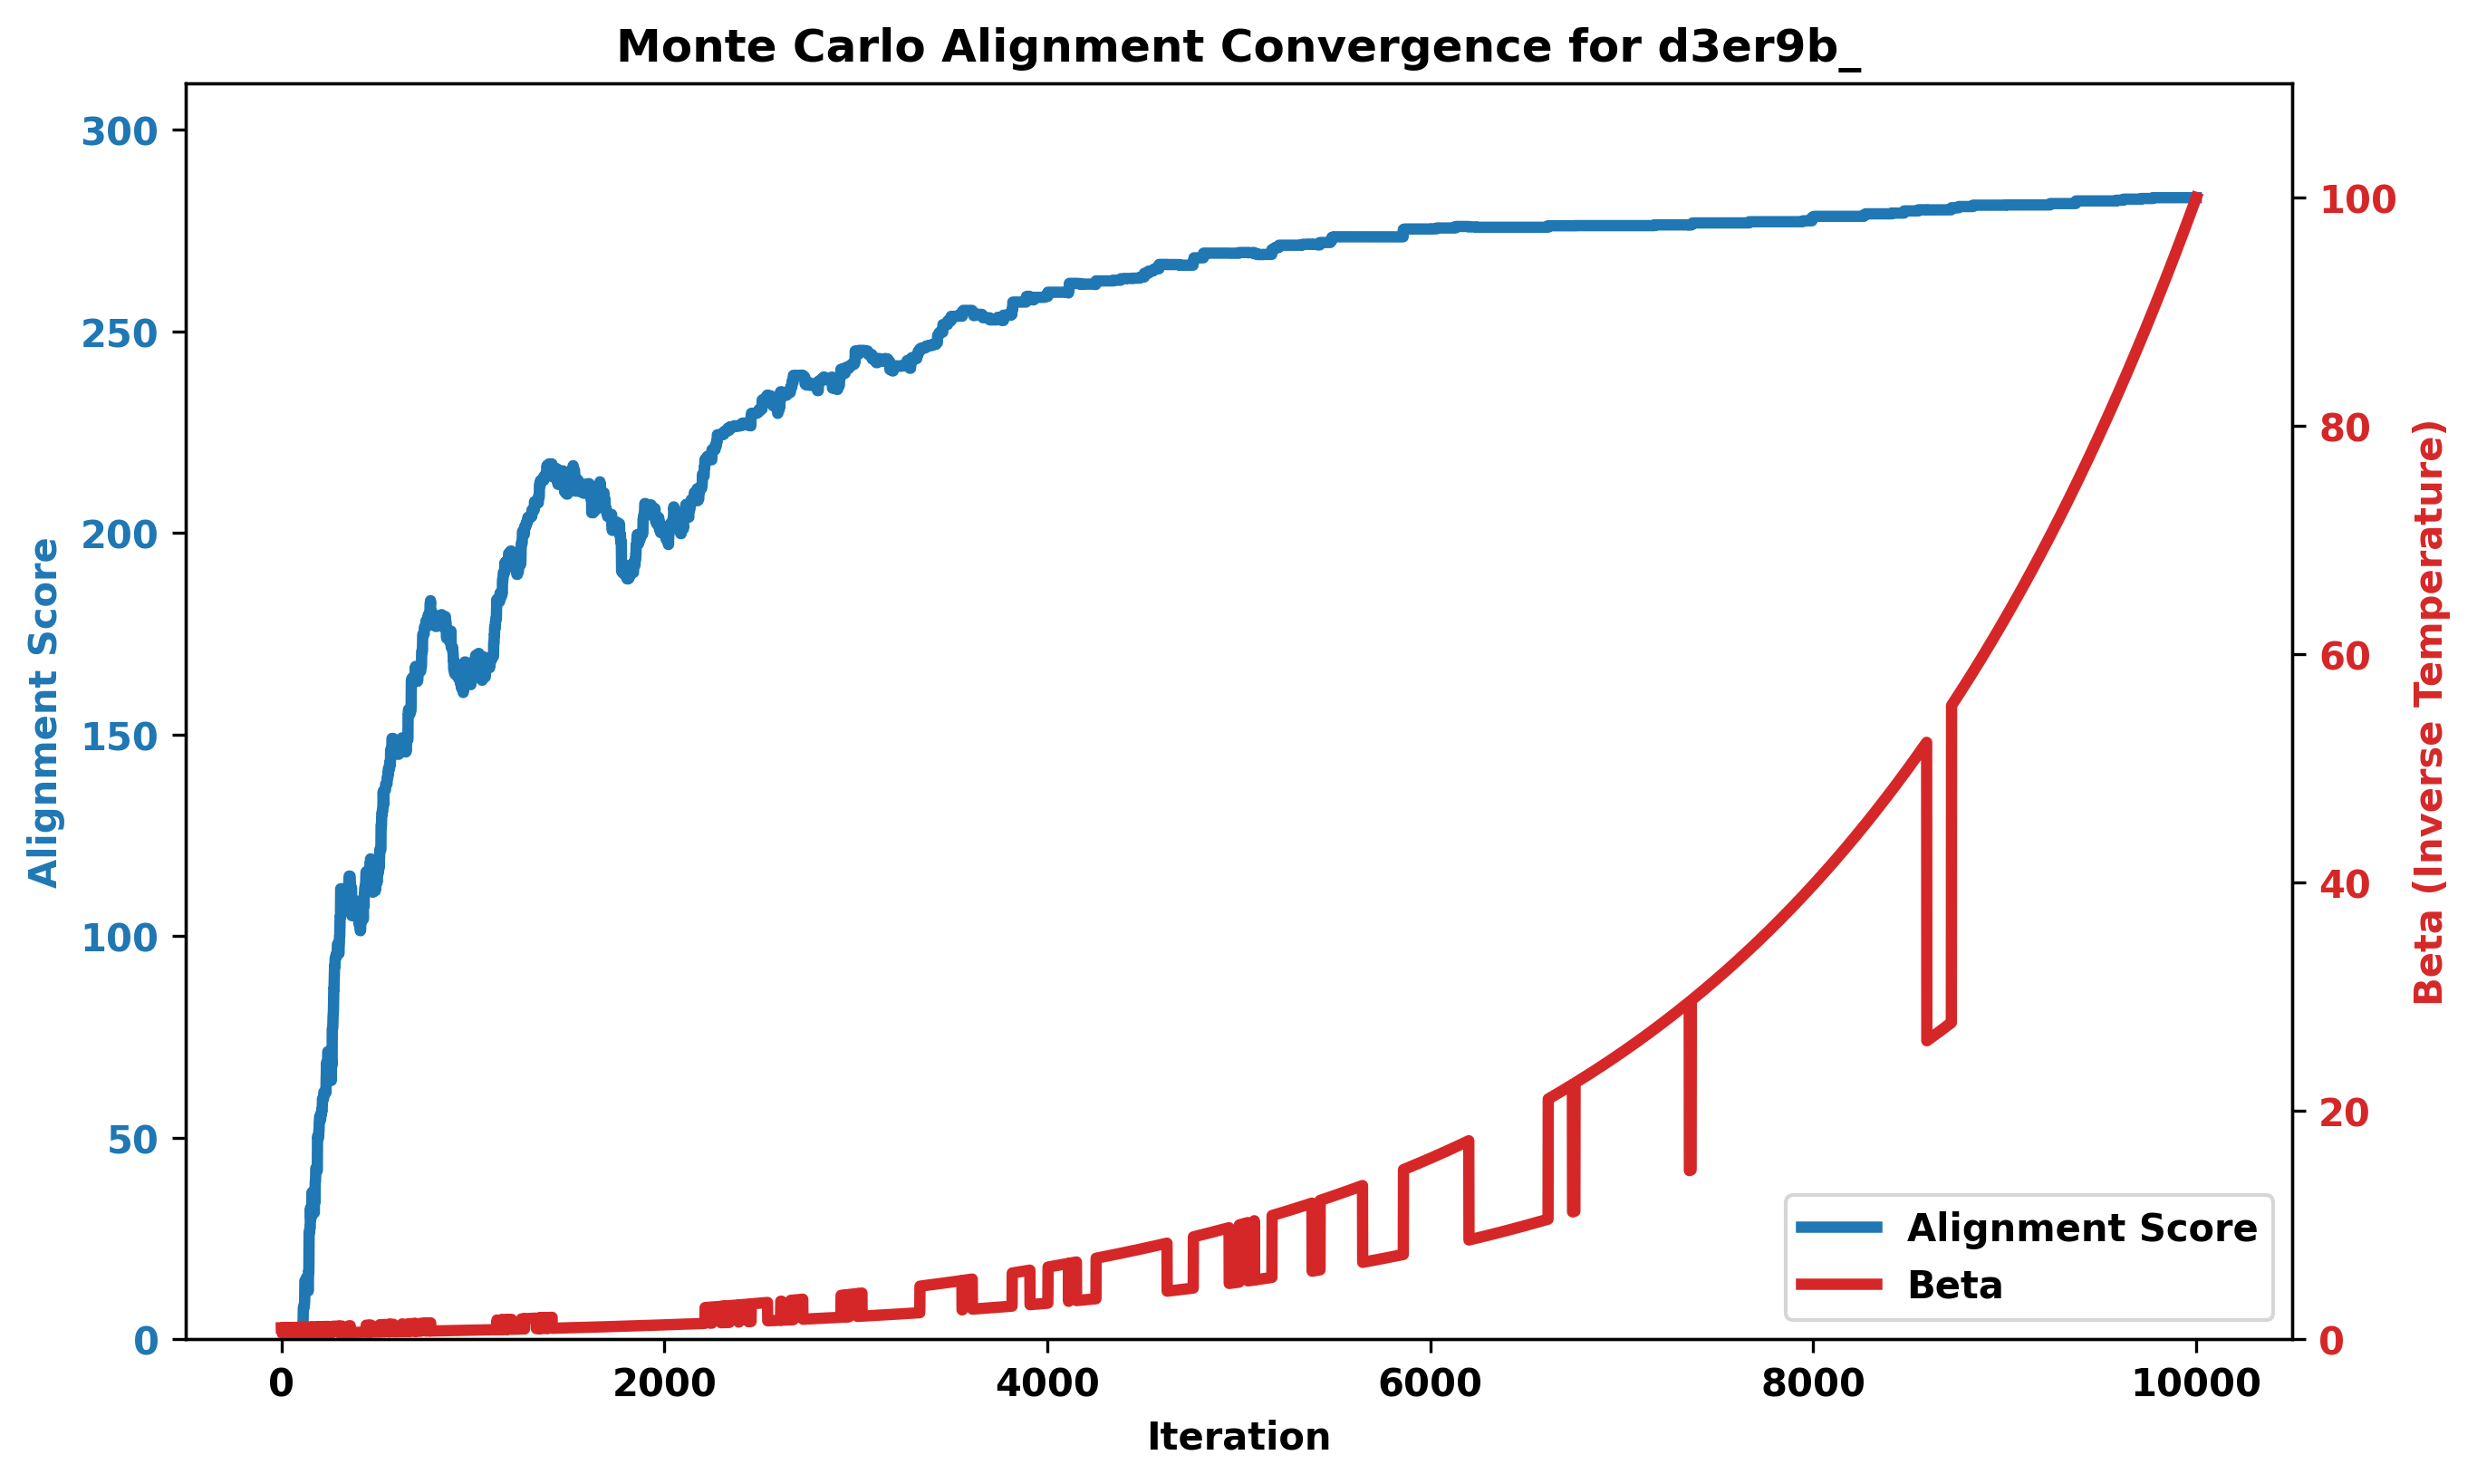 Monte Carlo Alignment Convergence for d3er9b_
Alignment Score
300
250
200
150
100
50
0
100
80
60
40
20
0
Beta (Inverse Temperature)
Alignment Score
Beta
0 2000 4000 6000 8000 10000
Iteration